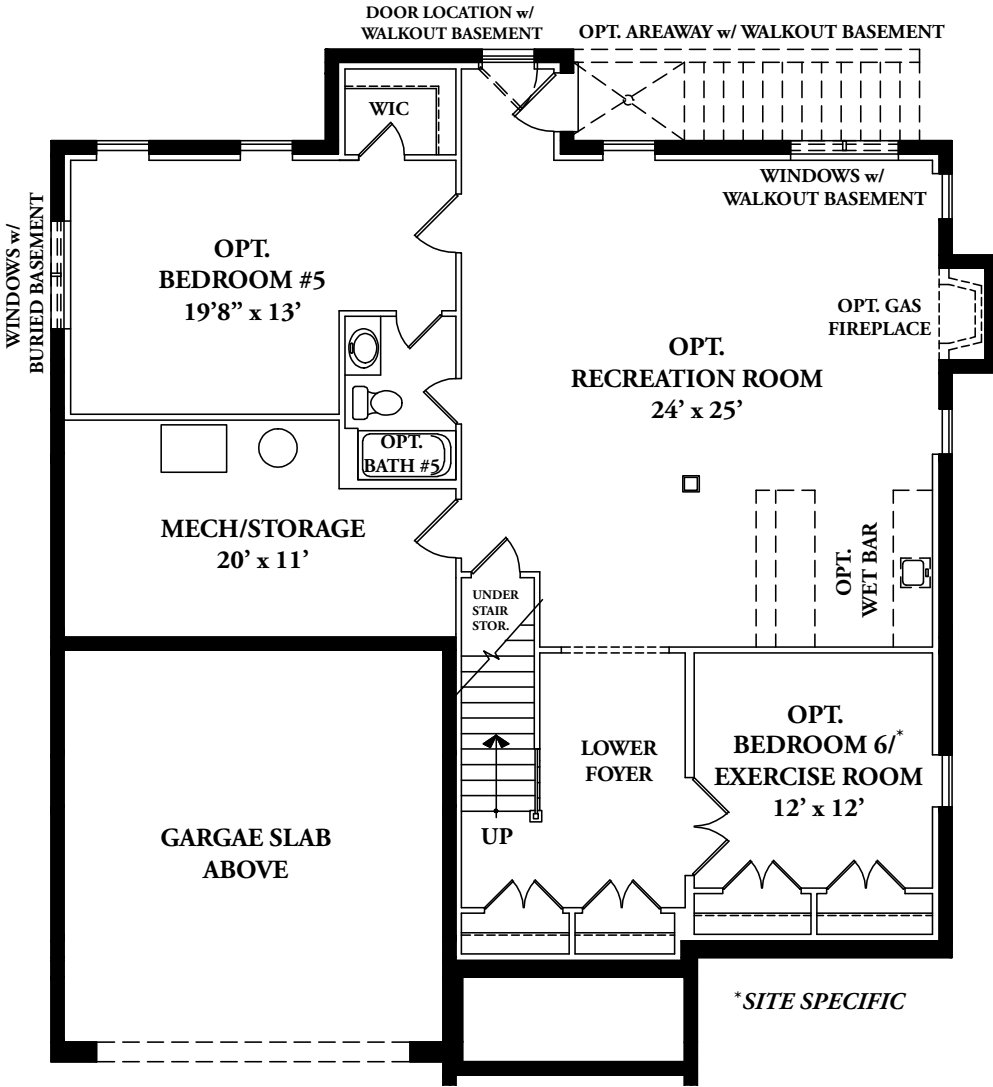 DOOR LOCATION w/
WALKOUT BASEMENT
OPT. AREAWAY w/ WALKOUT BASEMENT
WIC
WINDOWS w/
WALKOUT BASEMENT
WINDOWS w/
BURIED BASEMENT
OPT.
BEDROOM #5
19’8” x 13’
OPT. GAS
FIREPLACE
OPT.
RECREATION ROOM
24’ x 25’
OPT.
BATH #5
MECH/STORAGE
20’ x 11’
OPT.
WET BAR
UNDER
STAIR
STOR.
LOWER
FOYER
OPT.
BEDROOM 6/*
EXERCISE ROOM
12’ x 12’
UP
GARGAE SLAB
ABOVE
*SITE SPECIFIC